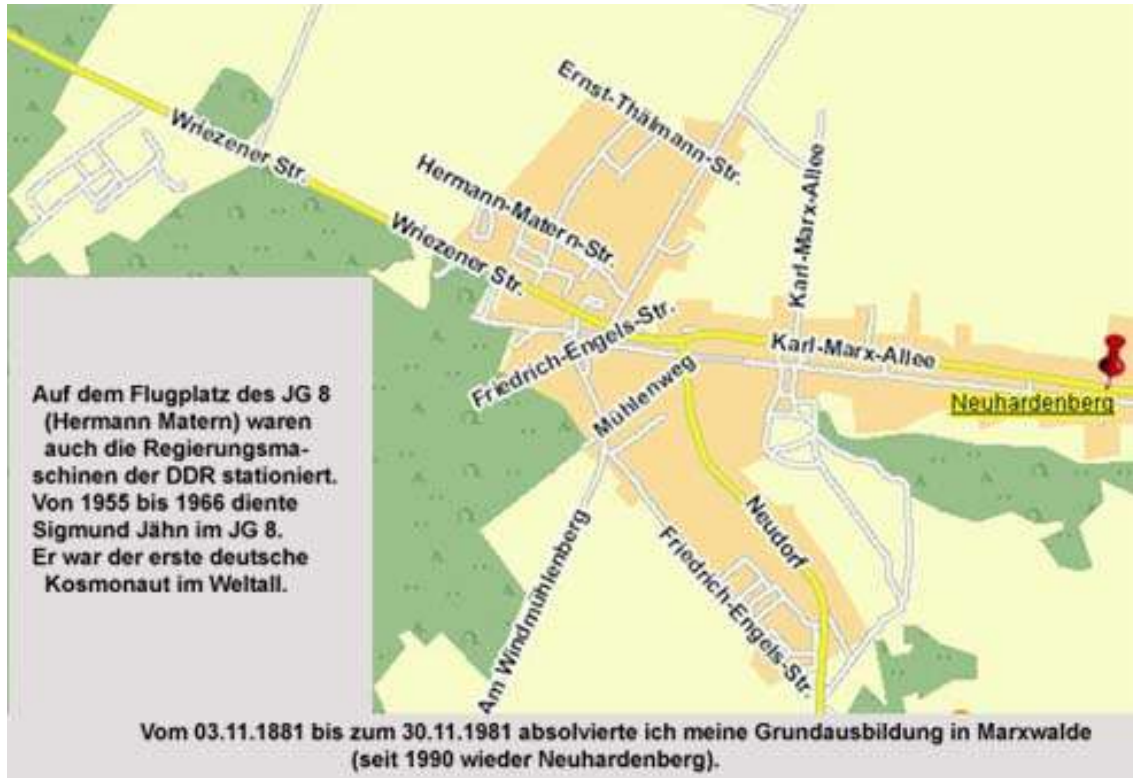 Ernst-Thälmann-Str.
Wriezener Str.
Hermann-Matern-Str.
Karl-Marx-Allee
Wriezener Str.
Friedrich-Engels-Str.
Karl-Marx-Allee
Mühlenweg
Neuhardenberg
Auf dem Flugplatz des JG 8
(Hermann Matern) waren
auch die Regierungsma-
schinen der DDR stationiert.
Von 1955 bis 1966 diente
Sigmund Jähn im JG 8.
Er war der erste deutsche
Kosmonaut im Weltall.
Neudorf
Am Windmühlenberg
Friedrich-Engels-Str.
Vom 03.11.1881 bis zum 30.11.1981 absolvierte ich meine Grundausbildung in Marxwalde
(seit 1990 wieder Neuhardenberg).